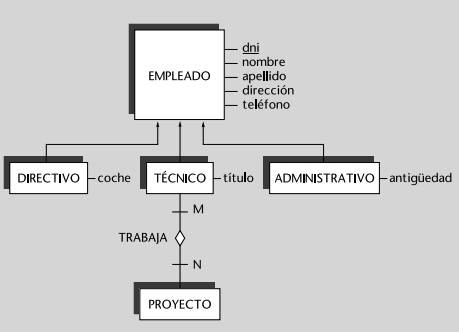 EMPLEADO
dni
nombre
apellido
dirección
teléfono
DIRECTIVO
coche
TÉCNICO
título
ADMINISTRATIVO
antigüedad
M
TRABAJA
N
PROYECTO